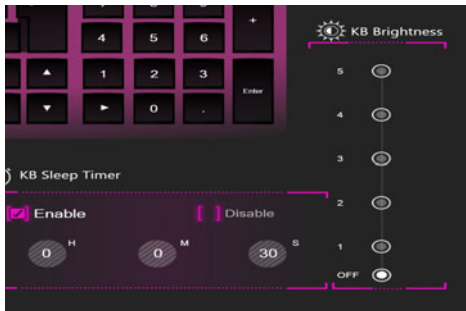 +
KB Brightness
4 5 6
5
1 2 3
Enter
4
0 .
3
KB Sleep Timer
2
Enable Disable
0 H 0 M 30 S
1
OFF